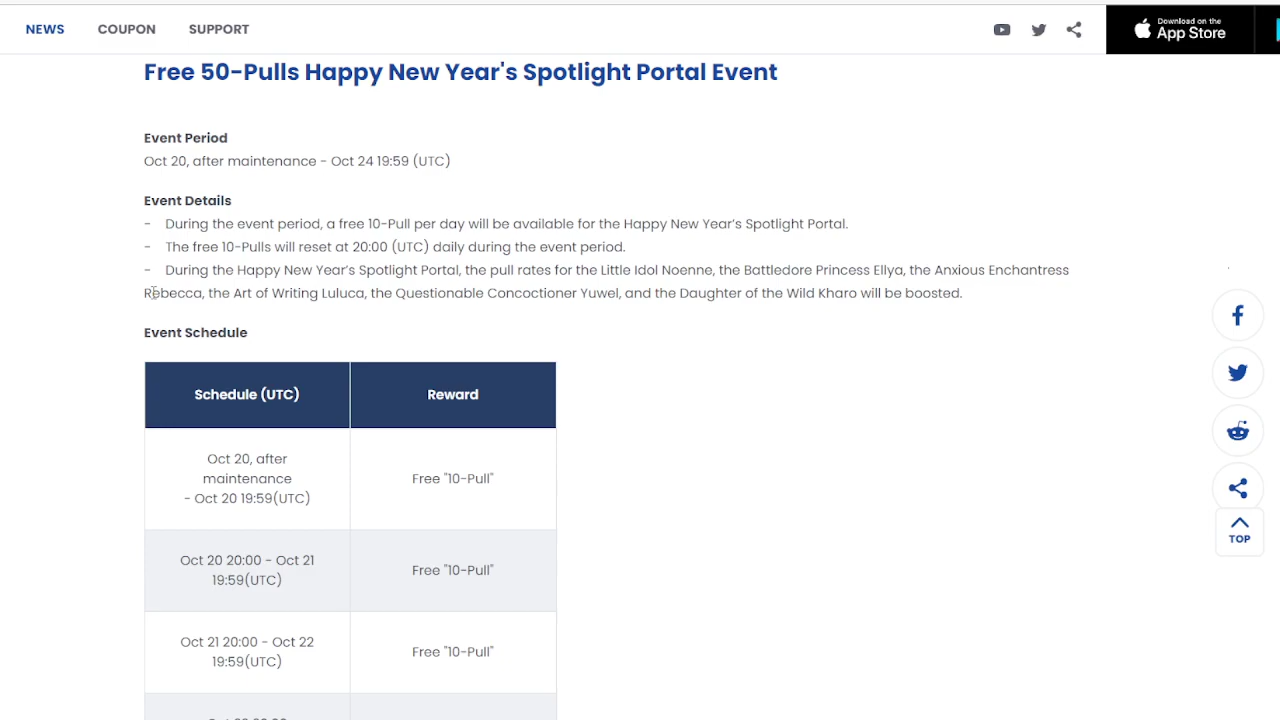 NEWS COUPON SUPPORT
Download on the
App Store
Free 50-Pulls Happy New Year's Spotlight Portal Event
Event Period
Oct 20, after maintenance - Oct 24 19:59 (UTC)
Event Details
- During the event period, a free 10-Pull per day will be available for the Happy New Year's Spotlight Portal.
- The free 10-Pulls will reset at 20:00 (UTC) daily during the event period.
- During the Happy New Year's Spotlight Portal, the pull rates for the Little Idol Noenne, the Battledore Princess Ellya, the Anxious Enchantress
Rebecca, the Art of Writing Luluca, the Questionable Concoctioner Yuwel, and the Daughter of the Wild Kharo will be boosted.
Event Schedule
Schedule (UTC) Reward
Oct 20, after
maintenance
- Oct 20 19:59(UTC)
Free "10-Pull"
Oct 20 20:00 - Oct 21
19:59(UTC)
Free "10-Pull"
Oct 21 20:00 - Oct 22
19:59(UTC)
Free "10-Pull"
TOP